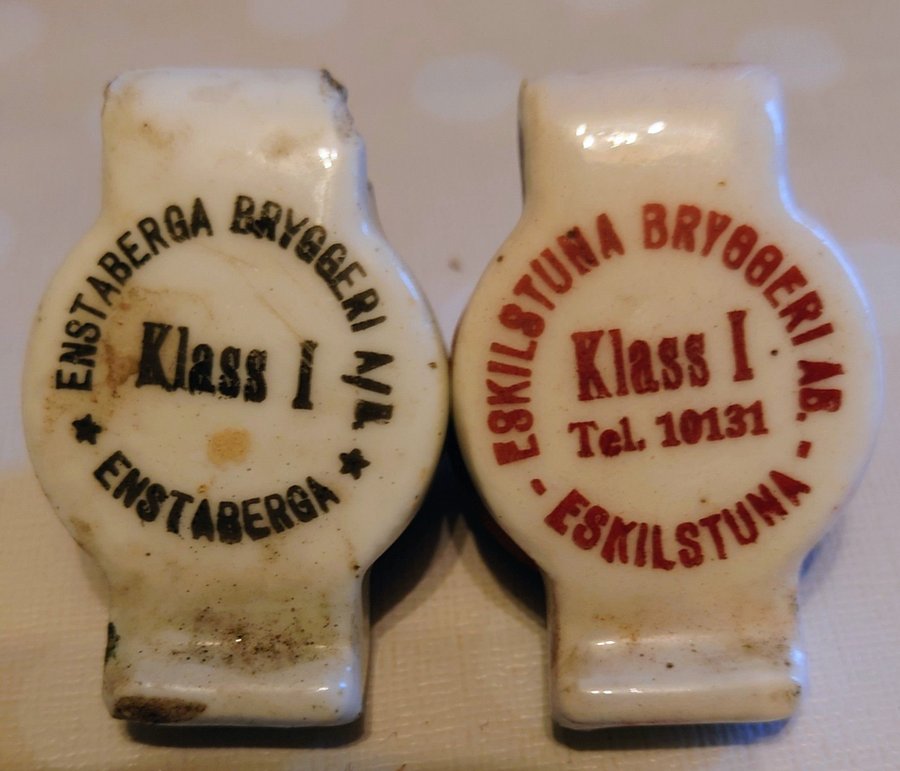 ENSTABERGA BRYGGERI A/B.
Klass I
★ ENSTABERGA ★
ESKILSTUNA BRYGGERI AB.
Klass I
Tel. 10131
- ESKILSTUNA -